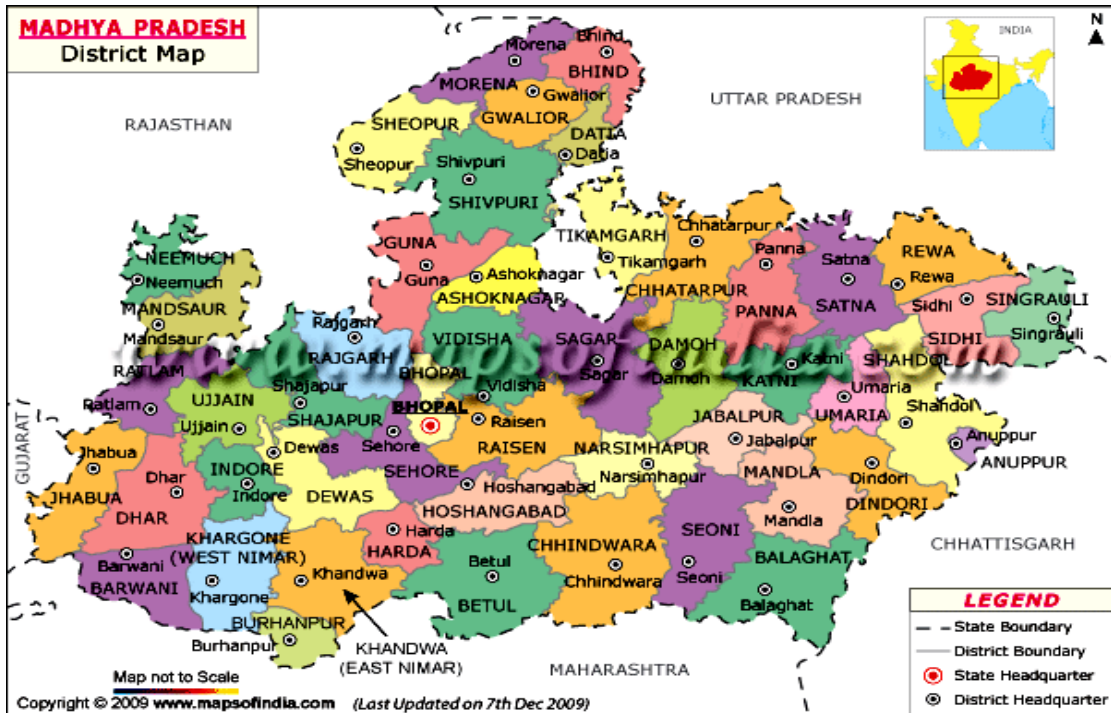 MADHYA PRADESH
District Map
INDIA
N
RAJASTHAN
UTTAR PRADESH
GUJARAT
CHHATTISGARH
MAHARASHTRA
Morena
MORENA
Bhind
BHIND
Gwalior
GWALIOR
SHEOPUR
Sheopur
DATIA
Datia
Shivpuri
SHIVPURI
TIKAMGARH
Tikamgarh
Chhatarpur
CHHATARPUR
Panna
PANNA
Satna
SATNA
REWA
Rewa
Sidhi
SIDHI
SINGRAULI
Singrauli
NEEMUCH
Neemuch
MANDSAUR
Mandsaur
GUNA
Guna
Ashoknagar
ASHOKNAGAR
Rajgarh
RAJGARH
VIDISHA
Vidisha
SAGAR
Sagar
DAMOH
Damoh
Katni
KATNI
SHAHDOL
Shahdol
Umaria
UMARIA
Anuppur
ANUPPUR
www.mapsofindia.com
RATLAM
Ratlam
UJJAIN
Ujjain
Shajapur
SHAJAPUR
BHOPAL
BHOPAL
Sehore
SEHORE
Raisen
RAISEN
NARSIMHAPUR
Narsimhapur
JABALPUR
Jabalpur
MANDLA
Mandla
Dindori
DINDORI
Jhabua
JHABUA
Dhar
DHAR
INDORE
Indore
Dewas
DEWAS
Hoshangabad
HOSHANGABAD
Harda
HARDA
KHARGONE
(WEST NIMAR)
Khargone
Barwani
BARWANI
Khandwa
KHANDWA
(EAST NIMAR)
BURHANPUR
Burhanpur
Betul
BETUL
CHHINDWARA
Chhindwara
SEONI
Seoni
BALAGHAT
Balaghat
LEGEND
State Boundary
District Boundary
State Headquarter
District Headquarter
Map not to Scale
Copyright © 2009 www.mapsofindia.com (Last Updated on 7th Dec 2009)